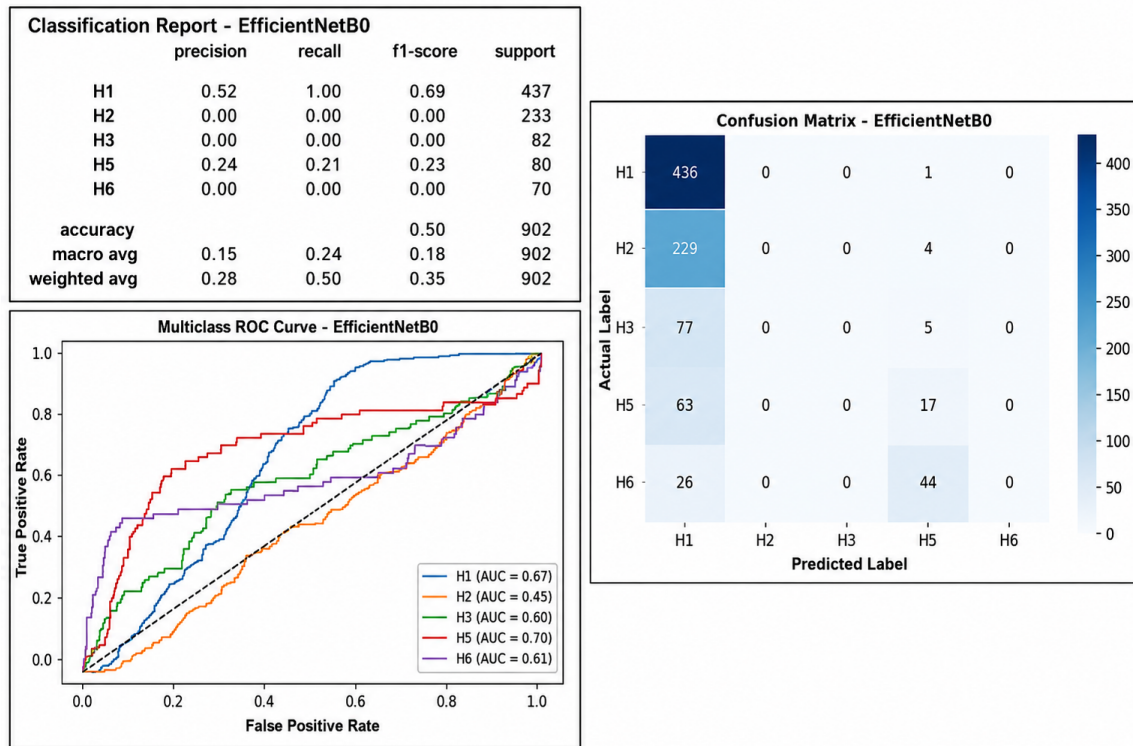 Classification Report - EfficientNetB0
precision recall f1-score support
H1 0.52 1.00 0.69 437
H2 0.00 0.00 0.00 233
H3 0.00 0.00 0.00 82
H5 0.24 0.21 0.23 80
H6 0.00 0.00 0.00 70
accuracy 0.50 902
macro avg 0.15 0.24 0.18 902
weighted avg 0.28 0.50 0.35 902
Multiclass ROC Curve - EfficientNetB0
True Positive Rate
1.0
0.8
0.6
0.4
0.2
0.0
H1 (AUC = 0.67)
H2 (AUC = 0.45)
H3 (AUC = 0.60)
H5 (AUC = 0.70)
H6 (AUC = 0.61)
0.0 0.2 0.4 0.6 0.8 1.0
False Positive Rate
Confusion Matrix - EfficientNetB0
Actual Label
H1 436 0 0 1 0
H2 229 0 0 4 0
H3 77 0 0 5 0
H5 63 0 0 17 0
H6 26 0 0 44 0
H1 H2 H3 H5 H6
Predicted Label
400
350
300
250
200
150
100
50
0